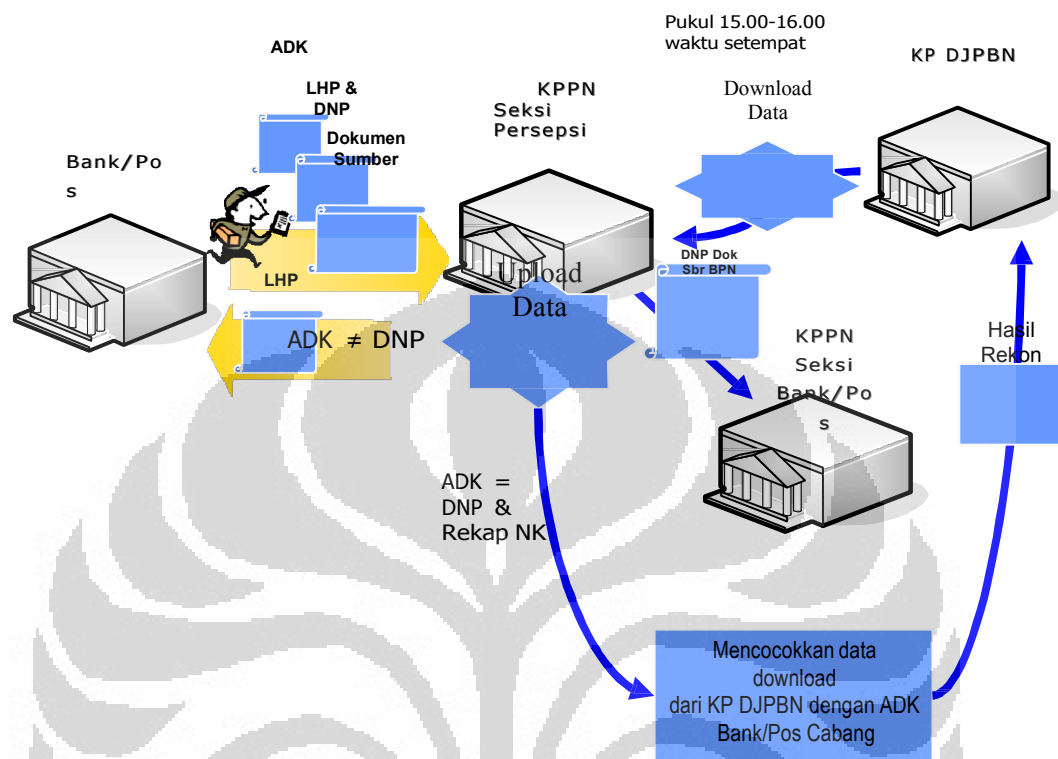 Pukul 15.00-16.00
waktu setempat
ADK
KP DJPBN
LHP &
DNP
KPPN
Seksi
Persepsi
Download
Data
Dokumen
Sumber
Bank/Po
s
LHP
Upload
Data
DNP Dok
Sbr BPN
ADK ≠ DNP
KPPN
Seksi
Bank/Po
s
Hasil
Rekon
ADK =
DNP &
Rekap NK
Mencocokkan data
download
dari KP DJPBN dengan ADK
Bank/Pos Cabang